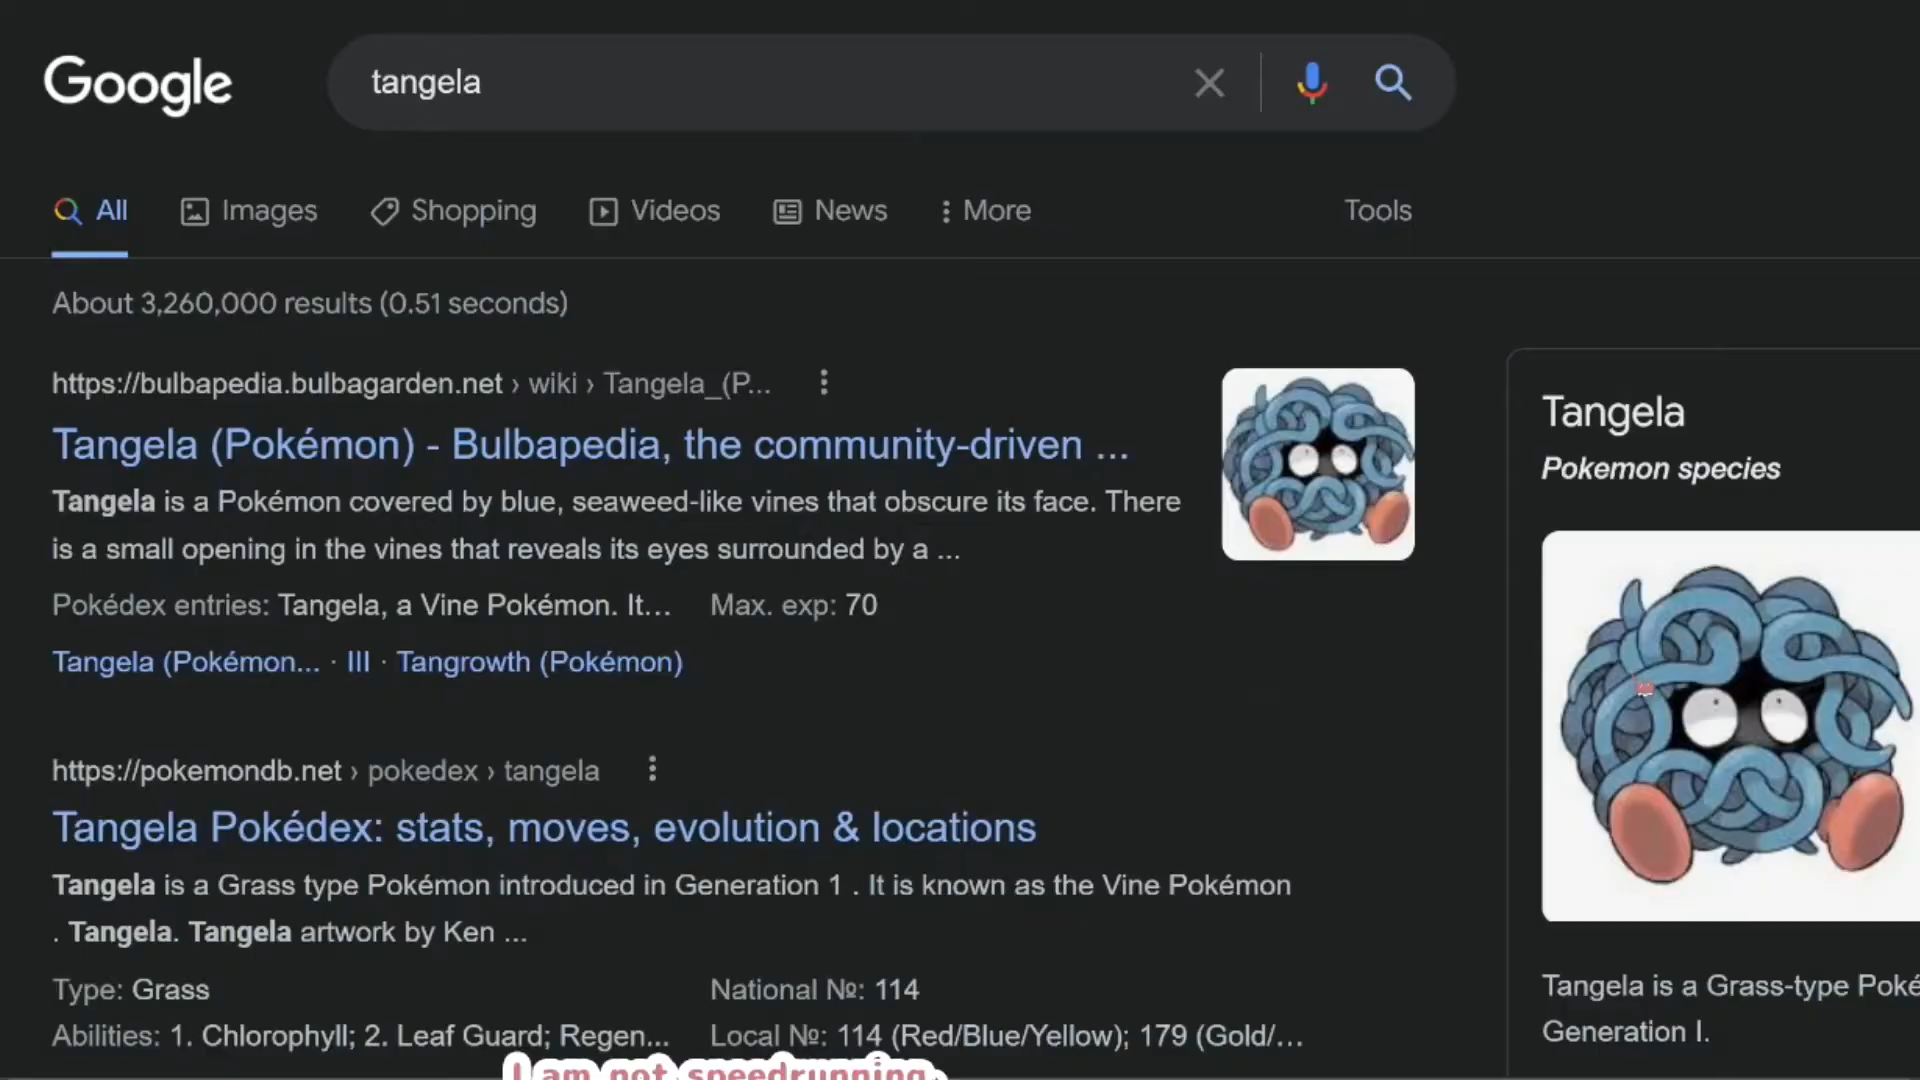 Google
tangela
All Images Shopping Videos News More Tools
About 3,260,000 results (0.51 seconds)
https://bulbapedia.bulbagarden.net › wiki › Tangela_(P...
Tangela (Pokémon) - Bulbapedia, the community-driven ...
Tangela is a Pokémon covered by blue, seaweed-like vines that obscure its face. There
is a small opening in the vines that reveals its eyes surrounded by a ...
Pokédex entries: Tangela, a Vine Pokémon. It... Max. exp: 70
Tangela (Pokémon... · III · Tangrowth (Pokémon)
https://pokemondb.net › pokedex › tangela
Tangela Pokédex: stats, moves, evolution & locations
Tangela is a Grass type Pokémon introduced in Generation 1 . It is known as the Vine Pokémon
. Tangela. Tangela artwork by Ken ...
Type: Grass National №: 114
Abilities: 1. Chlorophyll; 2. Leaf Guard; Regen... Local №: 114 (Red/Blue/Yellow); 179 (Gold/...
Tangela
Pokemon species
Tangela is a Grass-type Poké
Generation I.
I am not speedrunning,